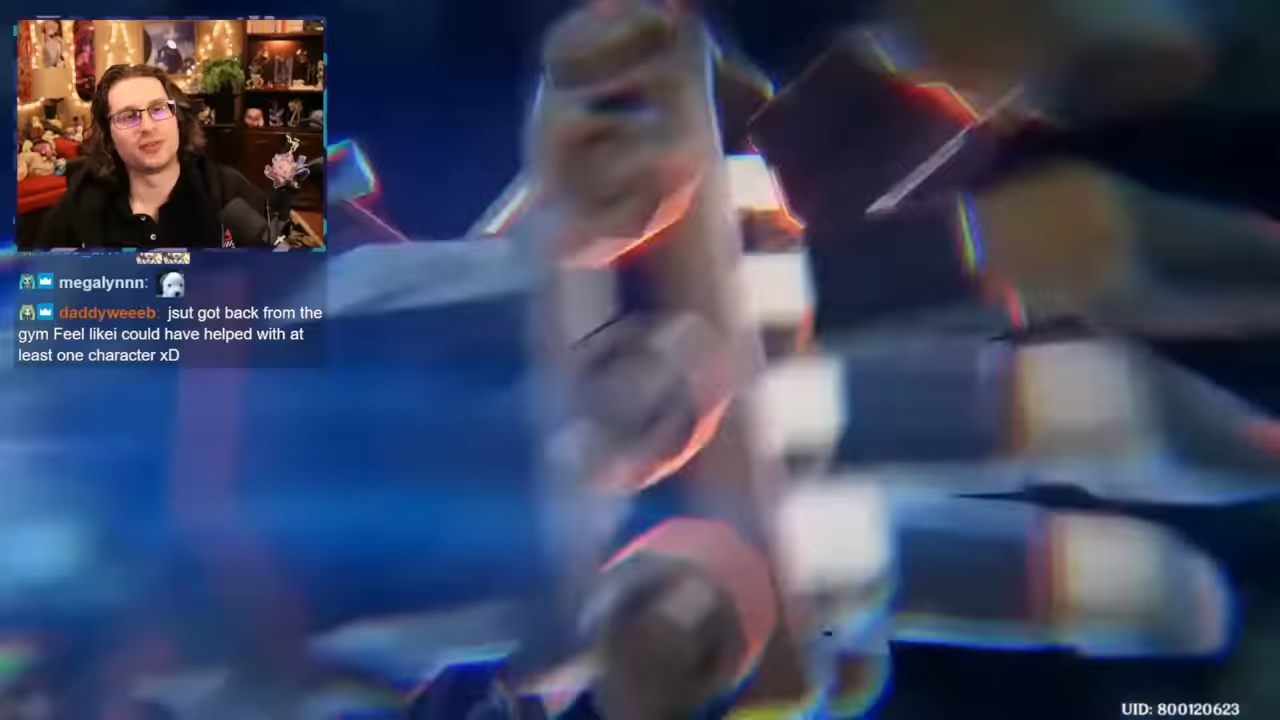 megalynnn:
daddyweeeb: jsut got back from the
gym Feel likei could have helped with at
least one character xD
UID: 800120623